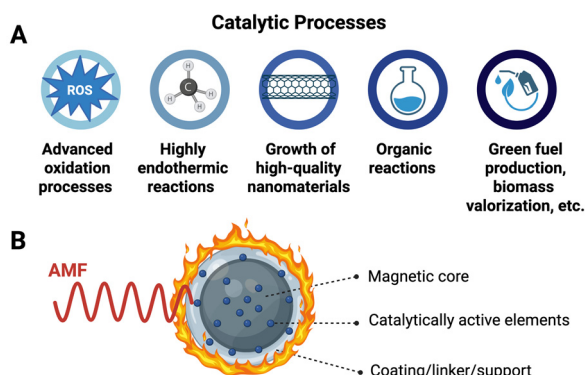 Catalytic Processes
A
ROS
H
C
H
H
H
Advanced
oxidation
processes
Highly
endothermic
reactions
Growth of
high-quality
nanomaterials
Organic
reactions
Green fuel
production,
biomass
valorization, etc.
B
AMF
Magnetic core
Catalytically active elements
Coating/linker/support